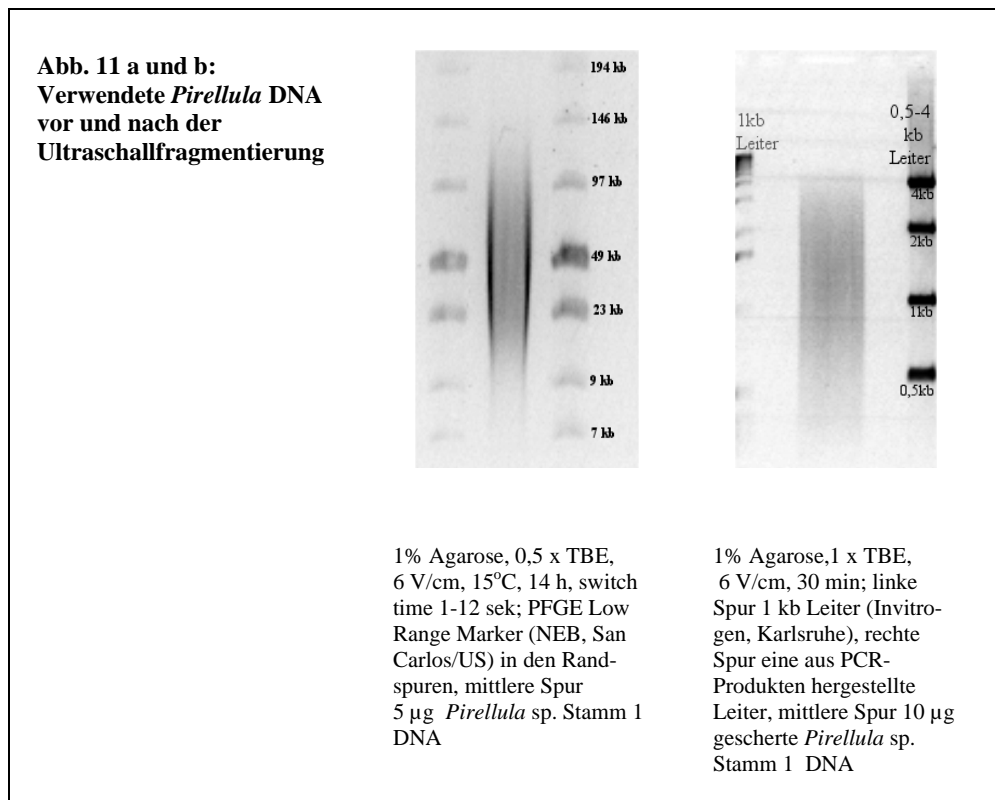 Abb. 11 a und b:
Verwendete Pirellula DNA
vor und nach der
Ultraschallfragmentierung
194 kb
146 kb
97 kb
49 kb
23 kb
9 kb
7 kb
1kb
Leiter
0,5-4
kb
Leiter
4kb
2kb
1kb
0,5kb
1% Agarose, 0,5 x TBE,
6 V/cm, 15°C, 14 h, switch
time 1-12 sek; PFGE Low
Range Marker (NEB, San
Carlos/US) in den Rand-
spuren, mittlere Spur
5 µg Pirellula sp. Stamm 1
DNA
1% Agarose,1 x TBE,
6 V/cm, 30 min; linke
Spur 1 kb Leiter (Invitro-
gen, Karlsruhe), rechte
Spur eine aus PCR-
Produkten hergestellte
Leiter, mittlere Spur 10 µg
gescherte Pirellula sp.
Stamm 1 DNA